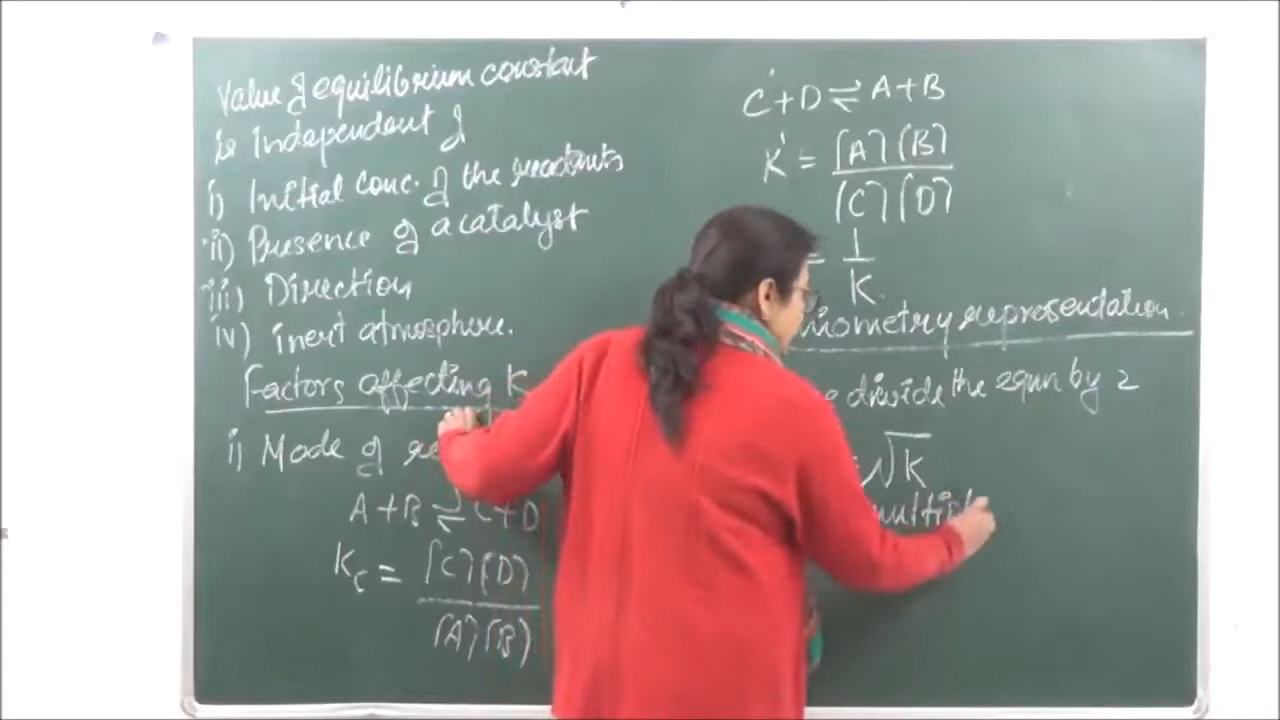 Value of equilibrium constant
is Independent of
i) Initial conc. of the reactants
ii) Presence of a catalyst
iii) Direction
iv) inert atmosphere.
Factors affecting K
i) Mode of
A + B ⇌ C + D
Kc = [C] [D]
[A] [B]
C + D ⇌ A + B
K' = [A] [B]
[C] [D]
= 1
K
representation
divide the eqn by 2
√K